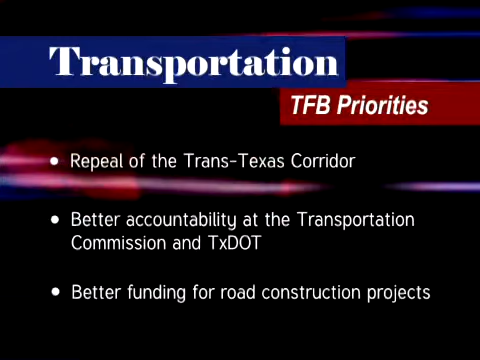 Transportation
TFB Priorities
• Repeal of the Trans-Texas Corridor
• Better accountability at the Transportation
Commission and TxDOT
• Better funding for road construction projects